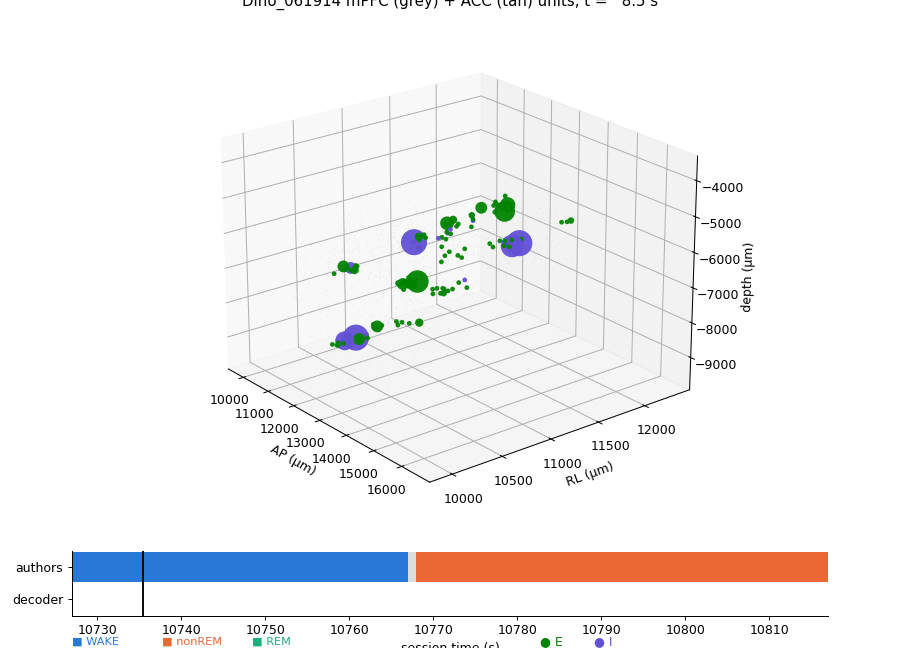 Dino_061914 mPFC (grey) + ACC (tan) units, t = 8.5 s
-4000
-5000
-6000
-7000
-8000
-9000
depth (µm)
10000
11000
12000
13000
14000
15000
16000
AP (µm)
10000
10500
11000
11500
12000
RL (µm)
authors
decoder
10730 10740 10750 10760 10770 10780 10790 10800 10810
session time (s)
WAKE nonREM REM E I